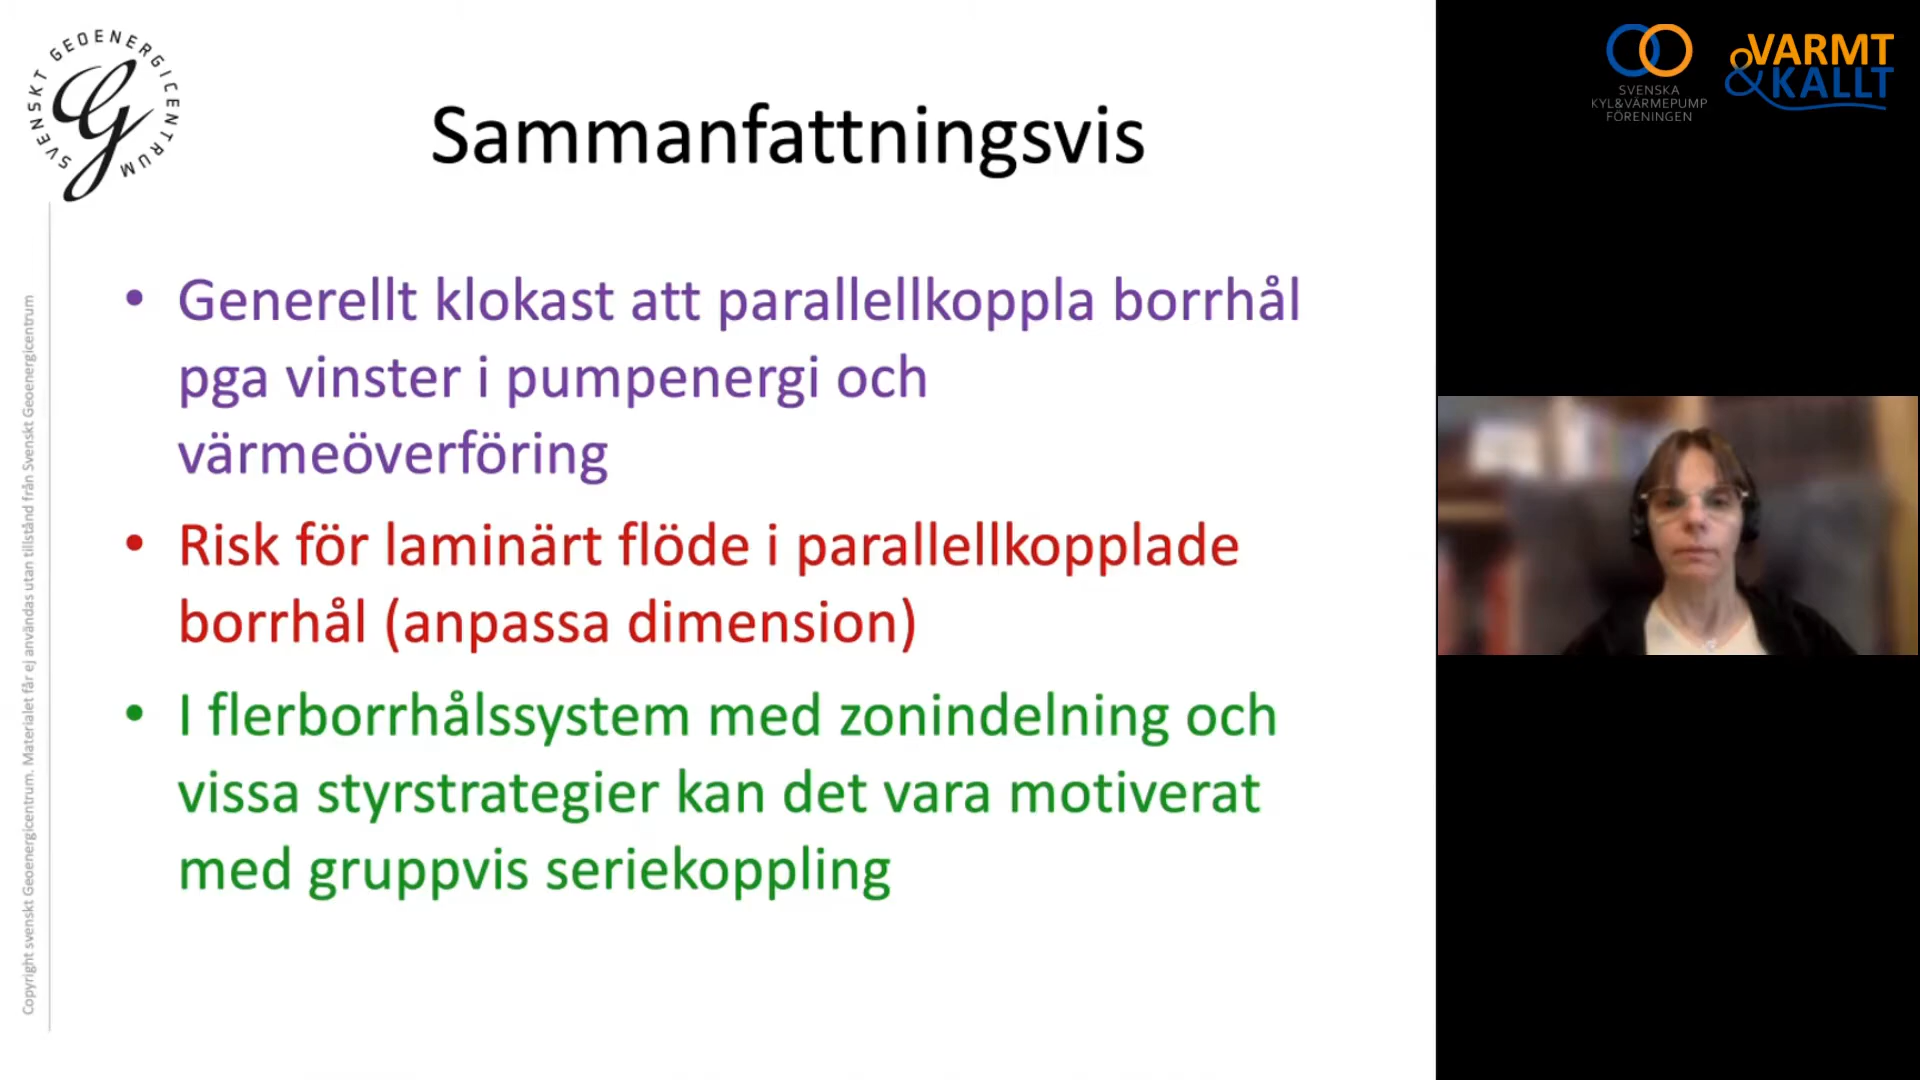 SVENSKT GEOENERGICENTRUM
Sammanfattningsvis
• Generellt klokast att parallellkoppla borrhål
pga vinster i pumpenergi och
värmeöverföring
• Risk för laminärt flöde i parallellkopplade
borrhål (anpassa dimension)
• I flerborrhålssystem med zonindelning och
vissa styrstrategier kan det vara motiverat
med gruppvis seriekoppling
Copyright svenskt Geoenergicentrum. Materialet får ej användas utan tillstånd från Svenskt Geoenergicentrum
SVENSKA
KYL&VÄRMEPUMP
FÖRENINGEN
VARMT
&KALLT